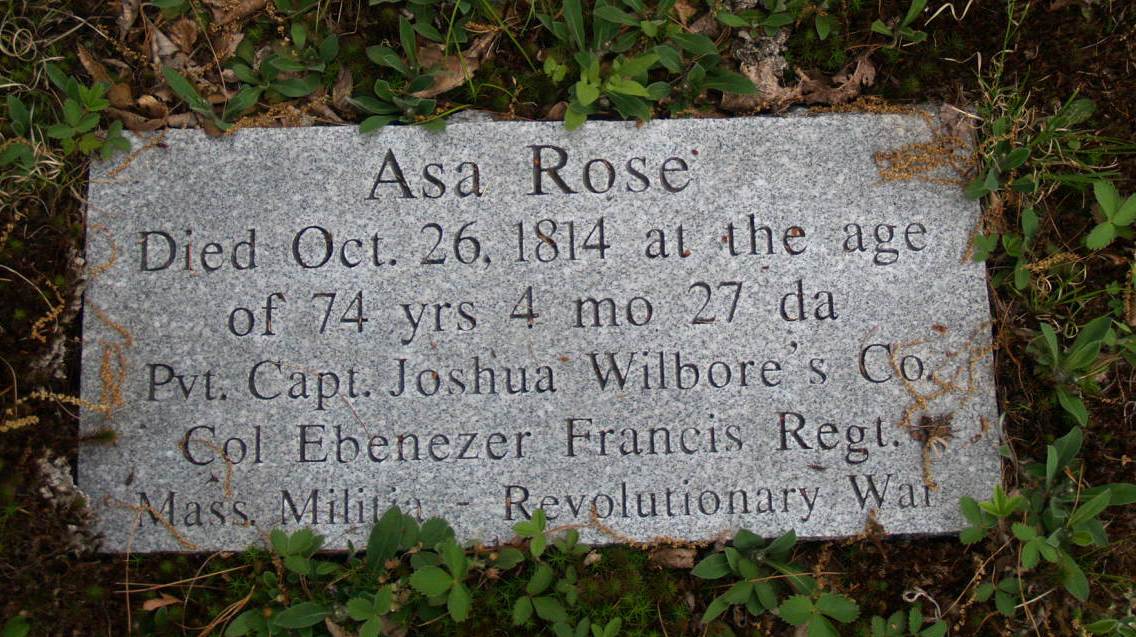 Asa Rose
Died Oct. 26, 1814 at the age
of 74 yrs 4 mo 27 da
Pvt. Capt. Joshua Wilbore's Co.
Col Ebenezer Francis Regt.
Mass. Militia - Revolutionary War